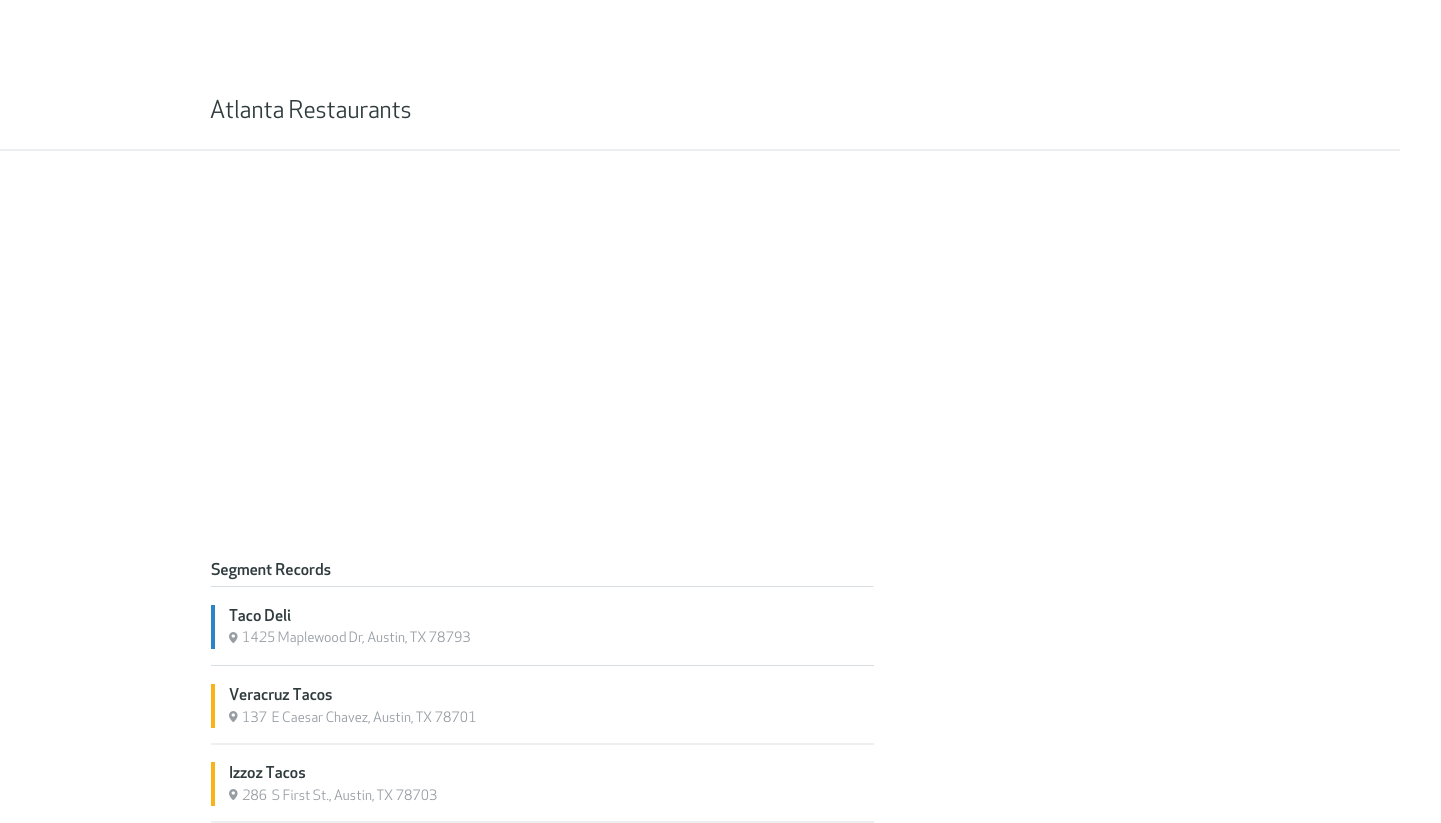 Atlanta Restaurants
Segment Records
Taco Deli
1425 Maplewood Dr, Austin, TX 78793
Veracruz Tacos
137 E Caesar Chavez, Austin, TX 78701
Izzoz Tacos
286 S First St., Austin, TX 78703